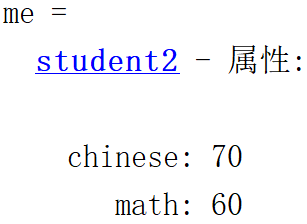 me =
student2 - 属性:
chinese: 70
math: 60